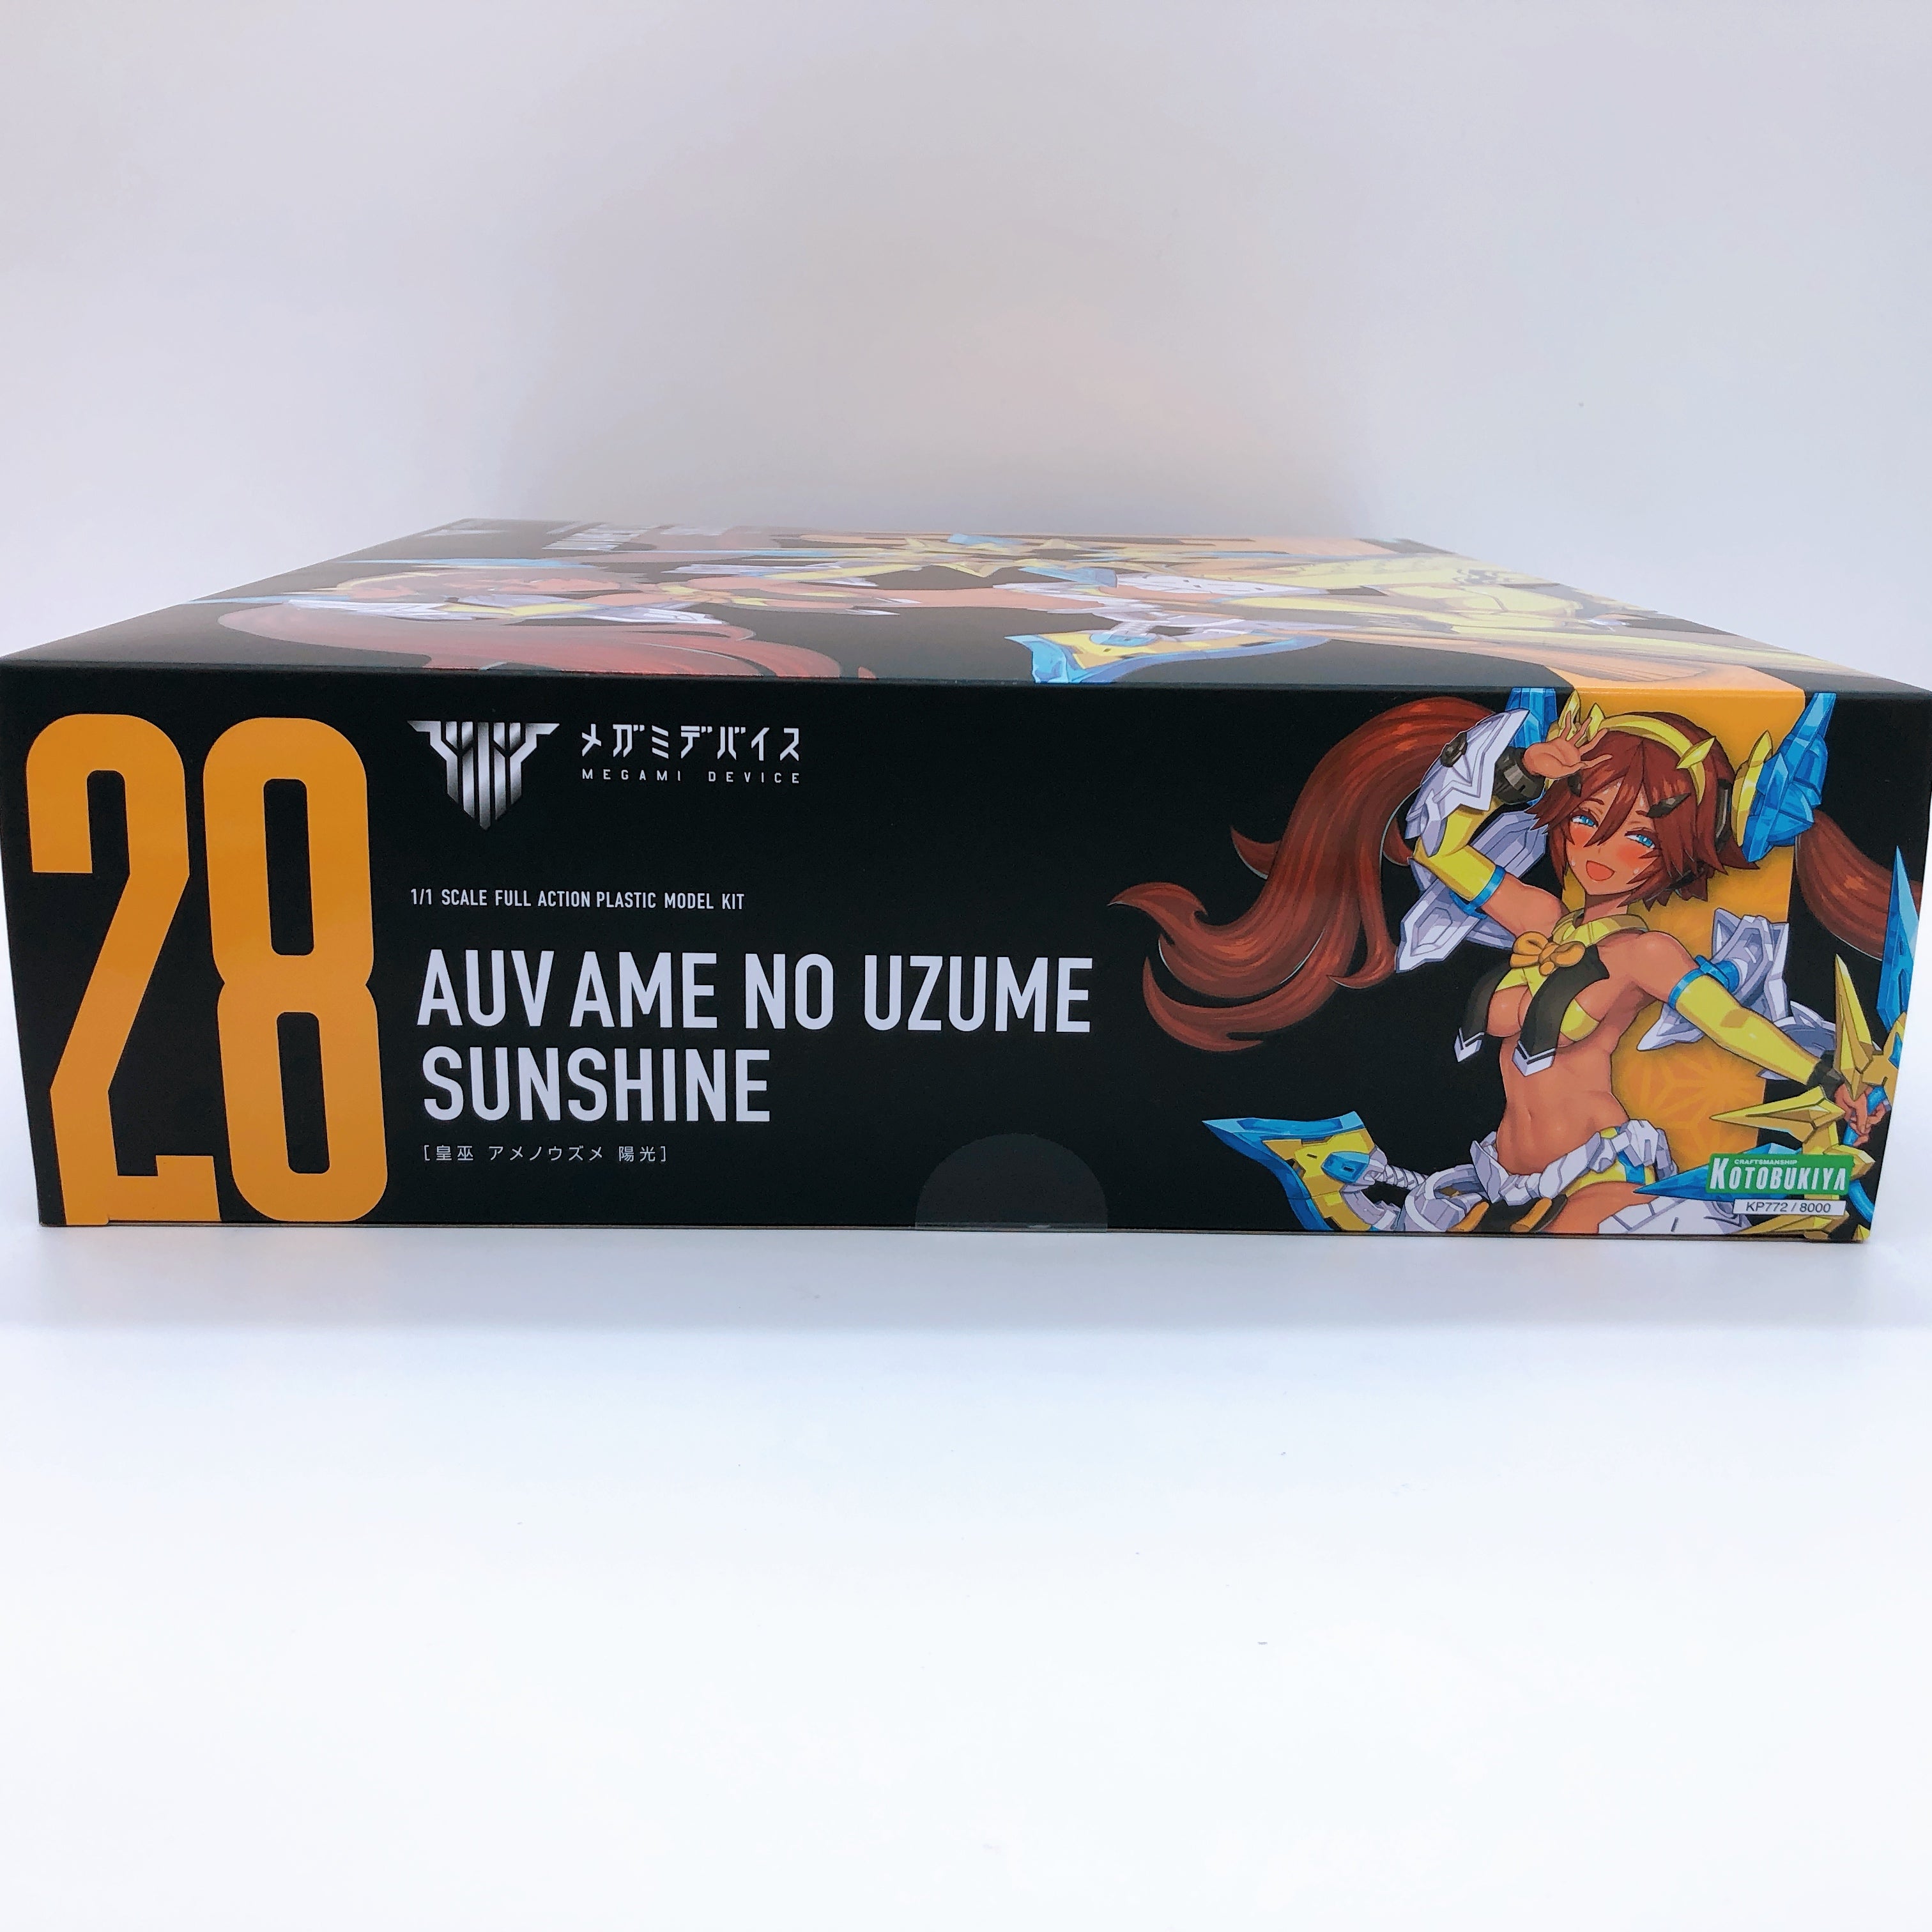 28
メガミデバイス
MEGAMI DEVICE
1/1 SCALE FULL ACTION PLASTIC MODEL KIT
AUV AME NO UZUME
SUNSHINE
[皇巫 アメノウズメ 陽光]
CRAFTSMANSHIP
KOTOBUKIYA
KP772 / 8000